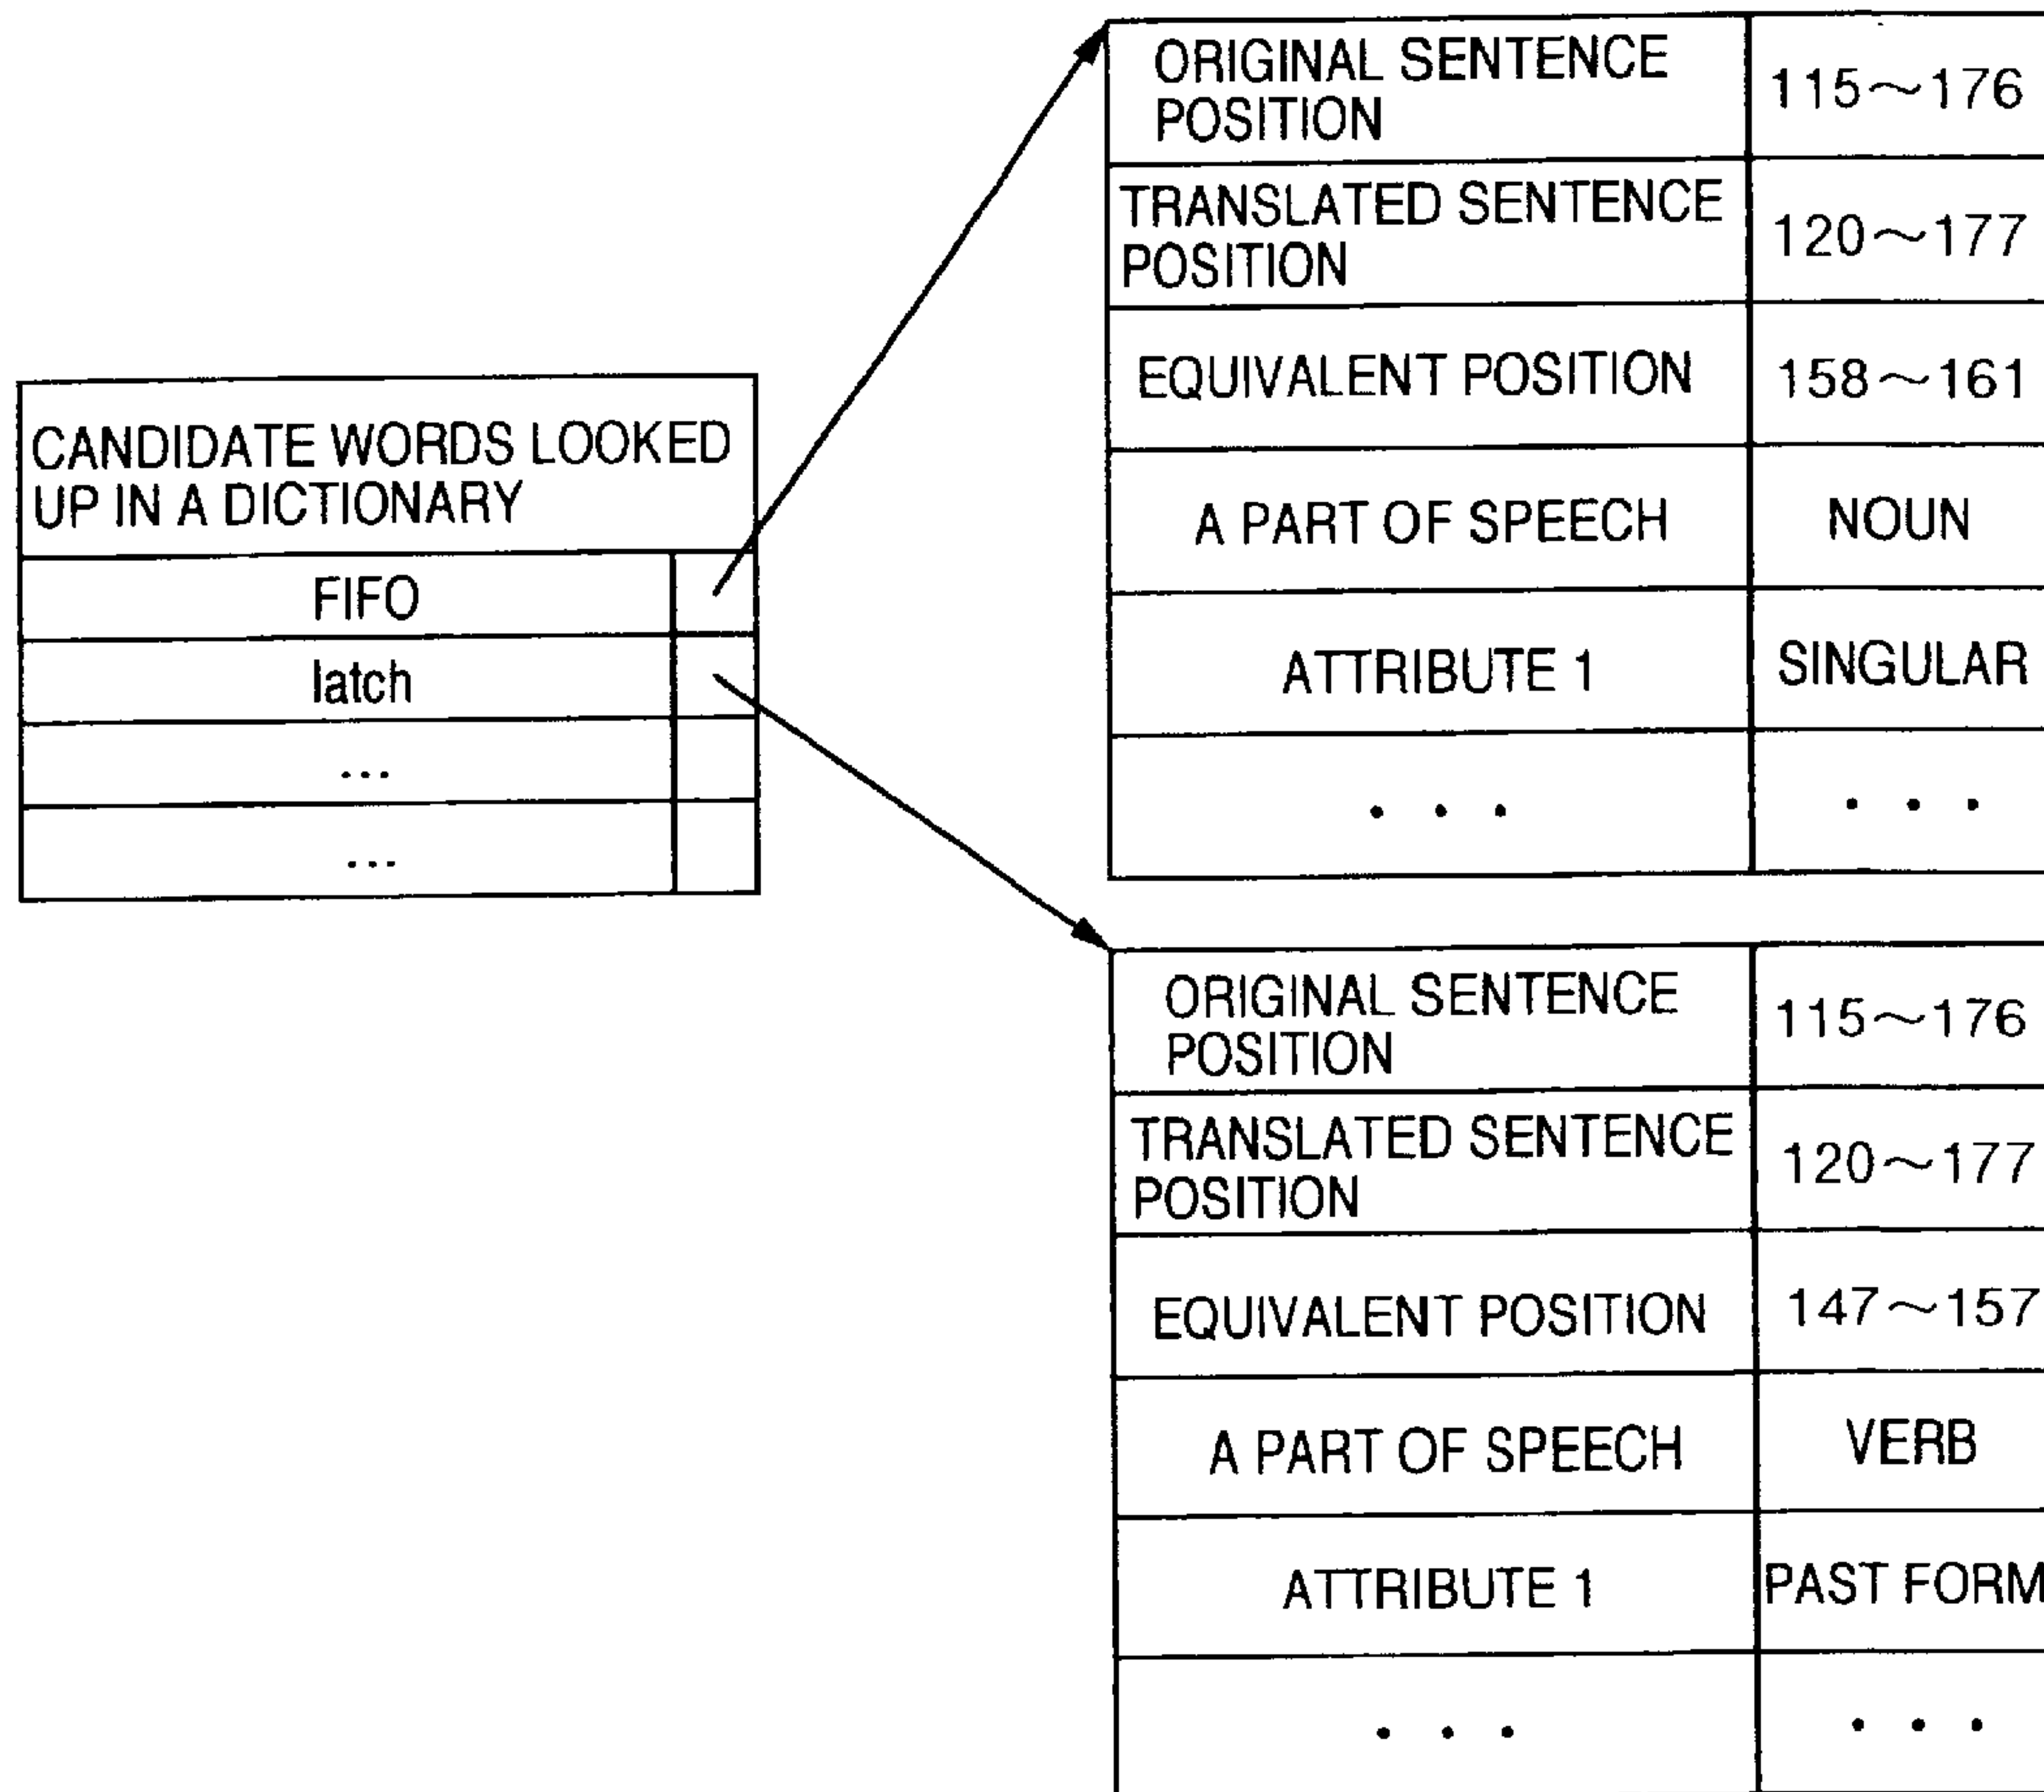 CANDIDATE WORDS LOOKED
UP IN A DICTIONARY
FIFO
latch
...
...
ORIGINAL SENTENCE
POSITION
115～176
TRANSLATED SENTENCE
POSITION
120～177
EQUIVALENT POSITION
158～161
A PART OF SPEECH
NOUN
ATTRIBUTE 1
SINGULAR
. . .
. . .
ORIGINAL SENTENCE
POSITION
115～176
TRANSLATED SENTENCE
POSITION
120～177
EQUIVALENT POSITION
147～157
A PART OF SPEECH
VERB
ATTRIBUTE 1
PAST FORM
. . .
. . .